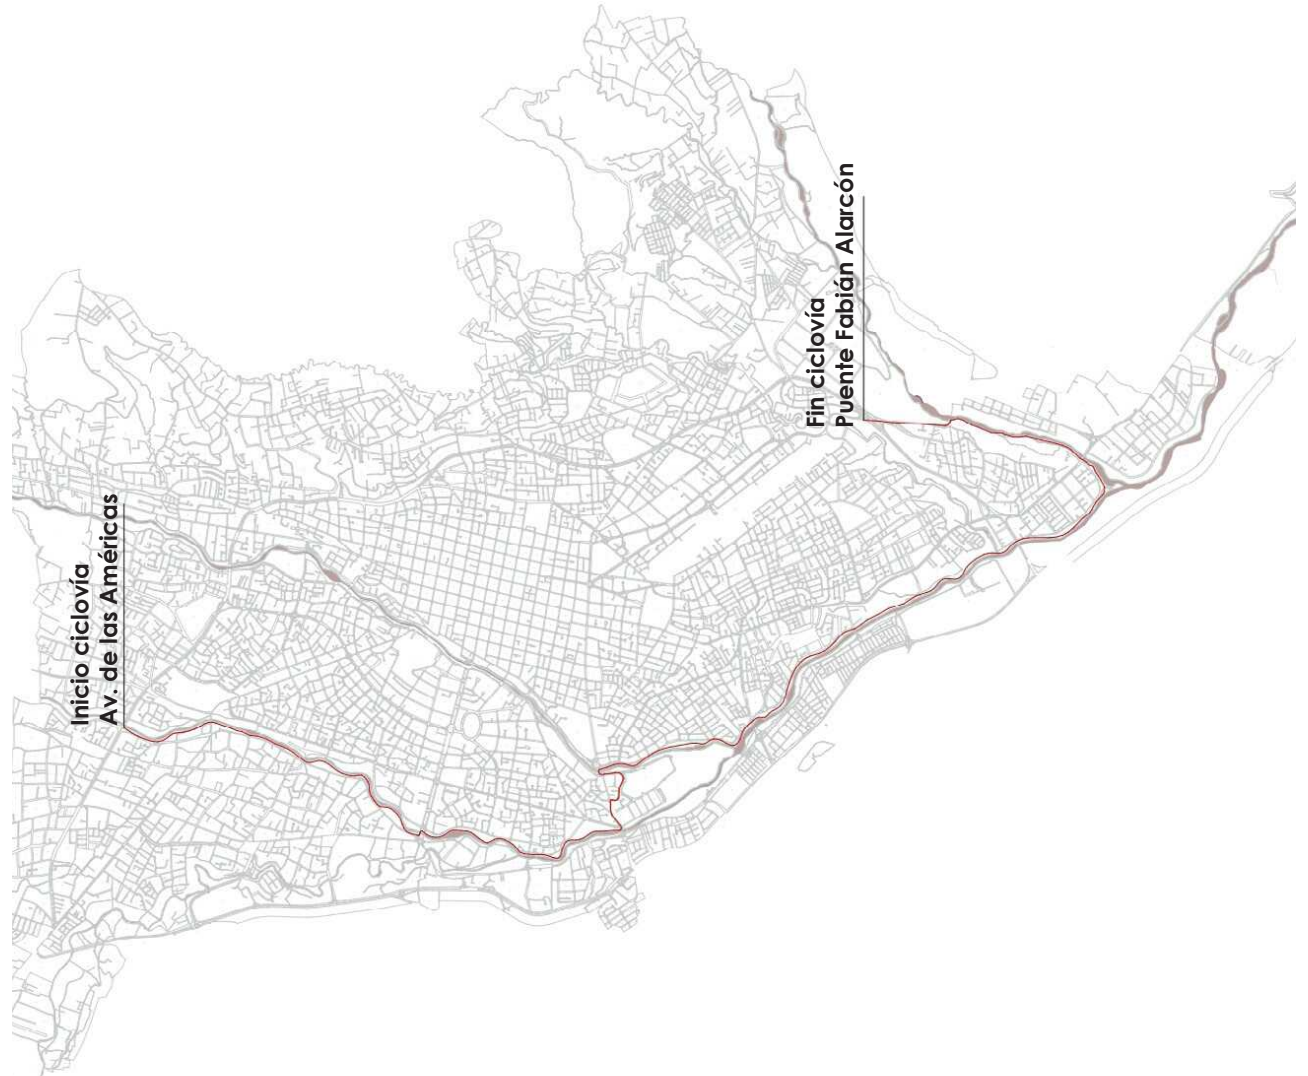 Inicio ciclovía
Av. de las Américas
Fin ciclovía
Puente Fabián Alarcón